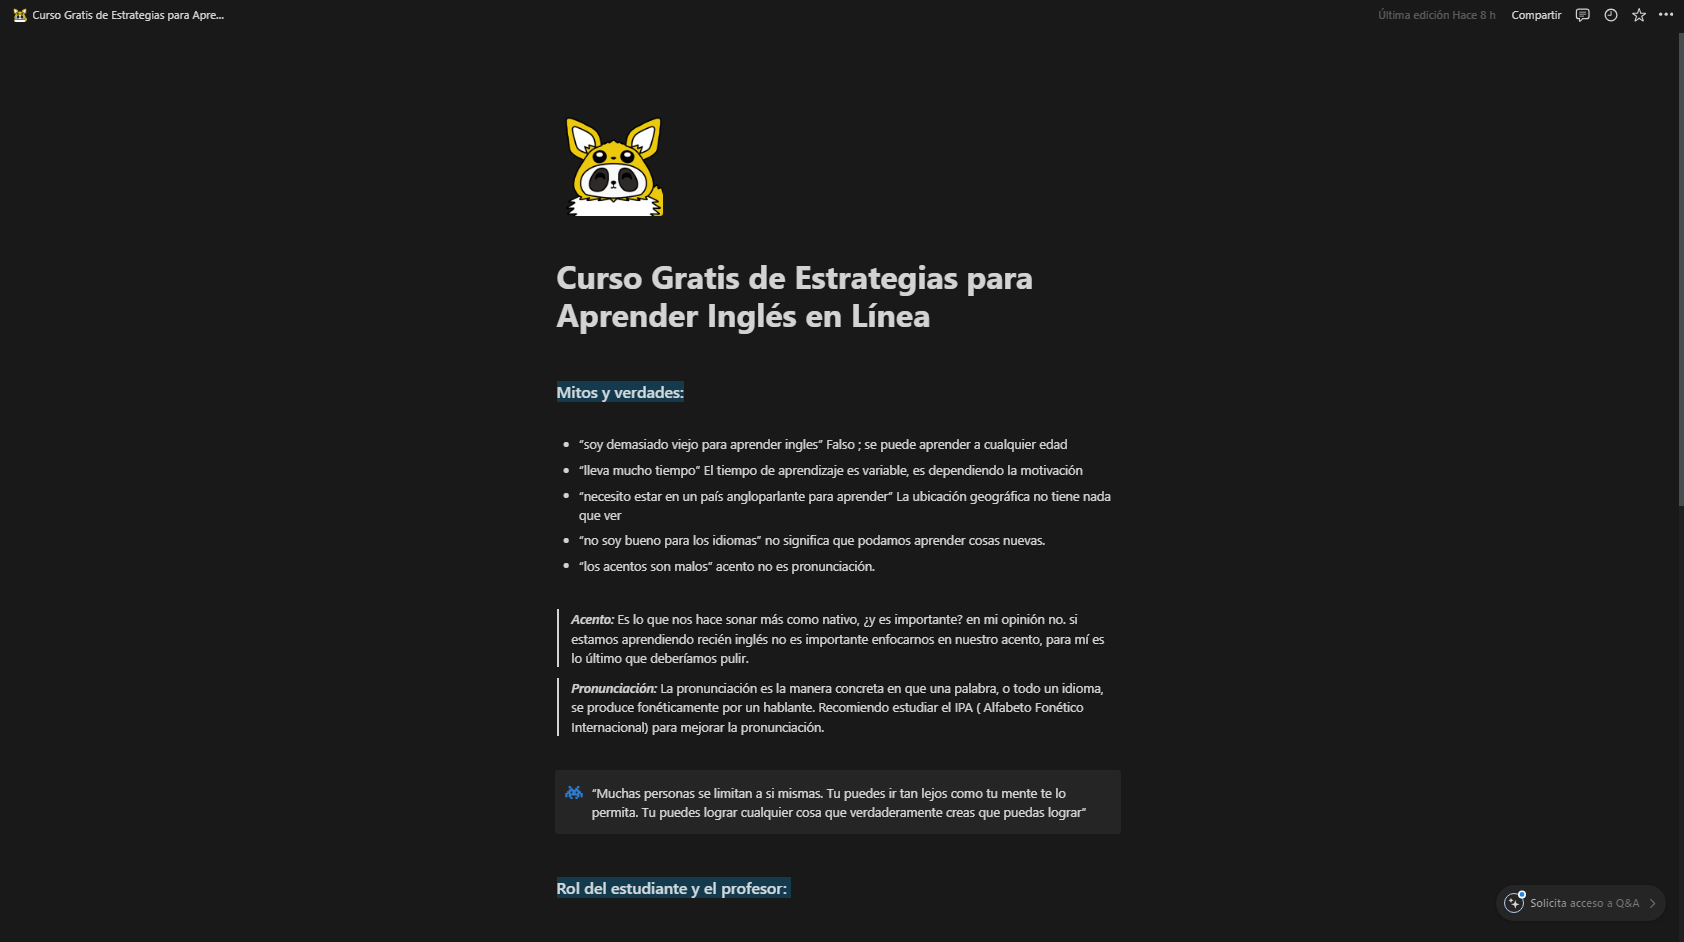 Curso Gratis de Estrategias para Apre...
Última edición Hace 8 h
Compartir
Curso Gratis de Estrategias para
Aprender Inglés en Línea
Mitos y verdades:
• “soy demasiado viejo para aprender ingles” Falso ; se puede aprender a cualquier edad
• “lleva mucho tiempo” El tiempo de aprendizaje es variable, es dependiendo la motivación
• “necesito estar en un país angloparlante para aprender” La ubicación geográfica no tiene nada
que ver
• “no soy bueno para los idiomas” no significa que podamos aprender cosas nuevas.
• “los acentos son malos” acento no es pronunciación.
Acento: Es lo que nos hace sonar más como nativo, ¿y es importante? en mi opinión no. si
estamos aprendiendo recién inglés no es importante enfocarnos en nuestro acento, para mí es
lo último que deberíamos pulir.
Pronunciación: La pronunciación es la manera concreta en que una palabra, o todo un idioma,
se produce fonéticamente por un hablante. Recomiendo estudiar el IPA ( Alfabeto Fonético
Internacional) para mejorar la pronunciación.
“Muchas personas se limitan a si mismas. Tu puedes ir tan lejos como tu mente te lo
permita. Tu puedes lograr cualquier cosa que verdaderamente creas que puedas lograr”
Rol del estudiante y el profesor:
Solicita acceso a Q&A